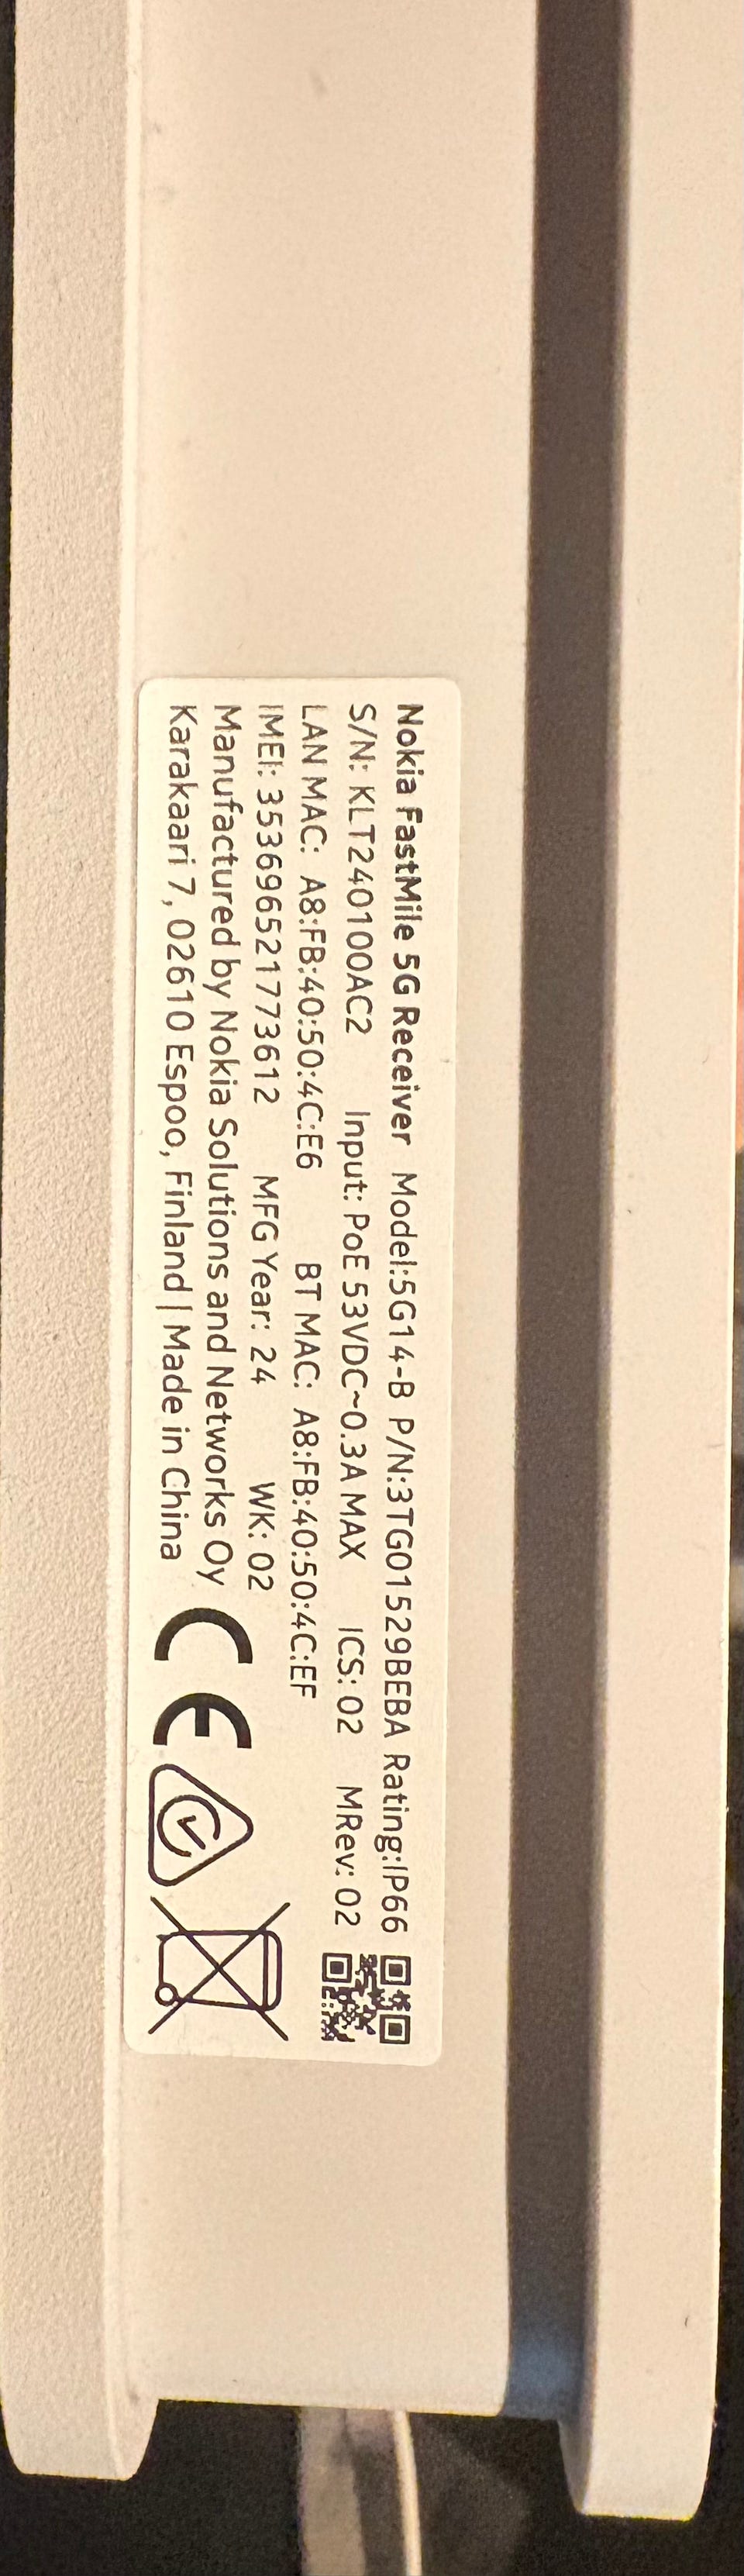 Nokia FastMile 5G Receiver Model:5G14-B P/N:3TG01529BEBA Rating:IP66
S/N: KLT240100AC2 Input: PoE 53VDC~0.3A MAX ICS: 02 MRev: 02
LAN MAC: A8:FB:40:50:4C:E6 BT MAC: A8:FB:40:50:4C:EF
IMEI: 353696521773612 MFG Year: 24 WK: 02
Manufactured by Nokia Solutions and Networks Oy
Karakaari 7, 02610 Espoo, Finland | Made in China
CE